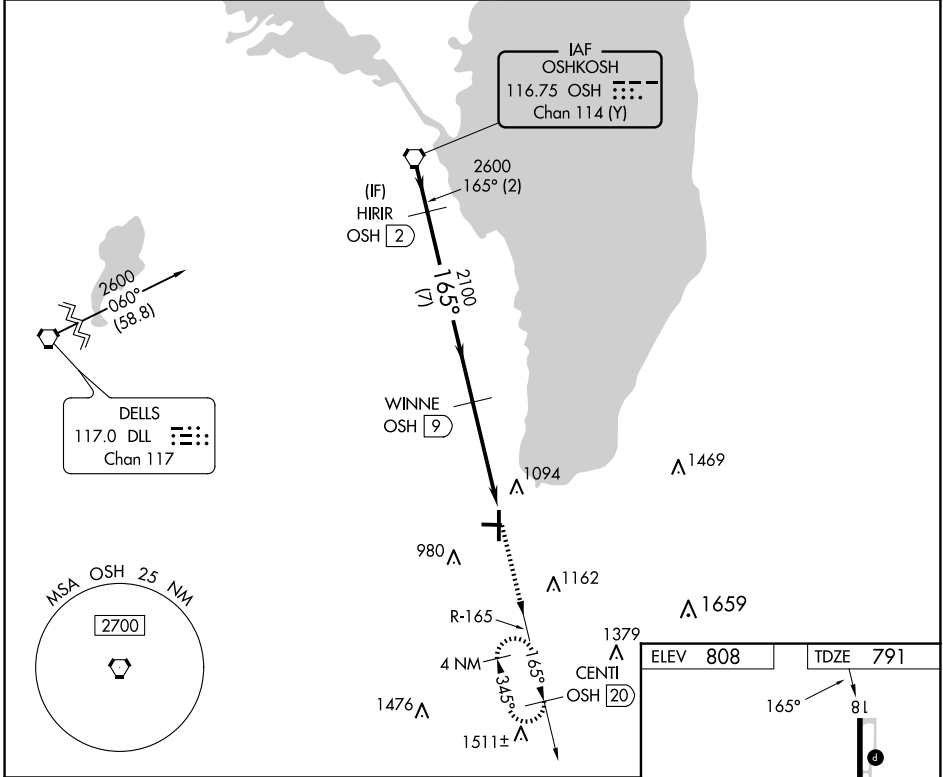 IAF
OSHKOSH
116.75 OSH
Chan 114 (Y)
2600
165° (2)
(IF)
HIRIR
OSH 2
2100
165°
(7)
2600
060°
(58.8)
DELLS
117.0 DLL
Chan 117
WINNE
OSH 9
1094
1469
980
1162
1659
MSA OSH 25 NM
2700
R-165
1379
4 NM
165°
345°
CENTI
OSH 20
1476
1511±
ELEV 808
TDZE 791
165°
18
P